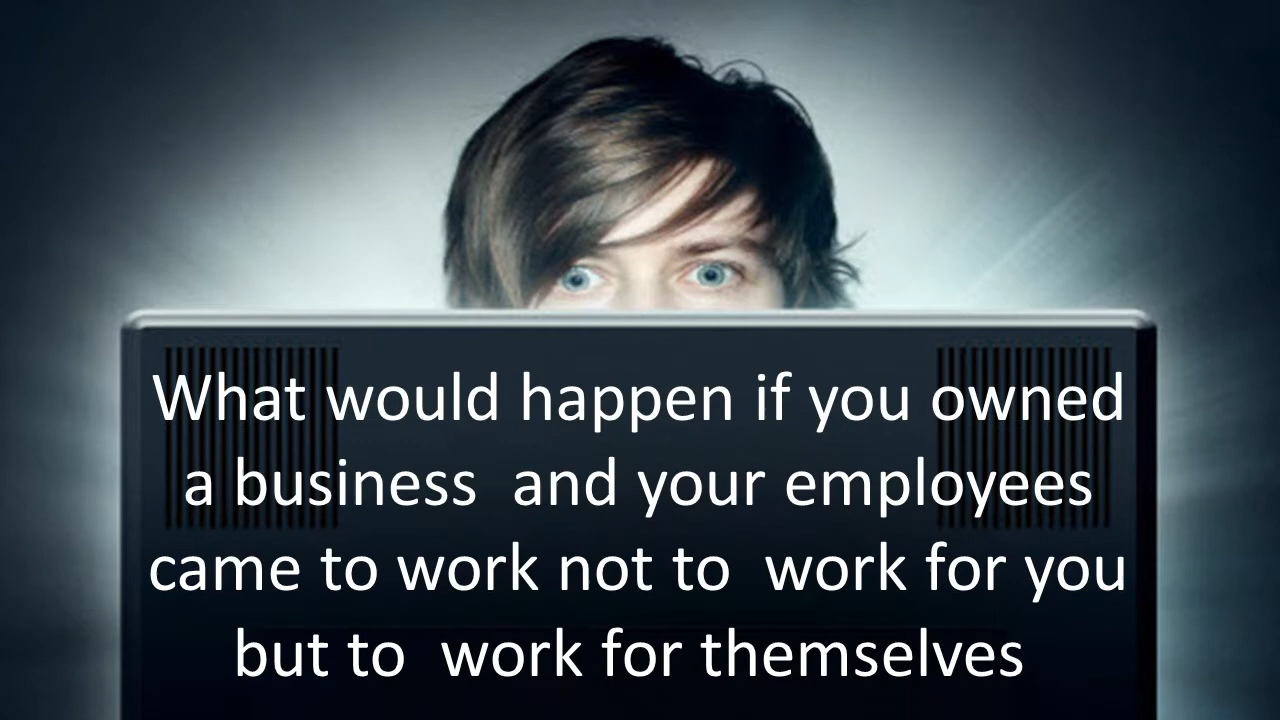 What would happen if you owned
a business  and your employees
came to work not to  work for you
but to  work for themselves